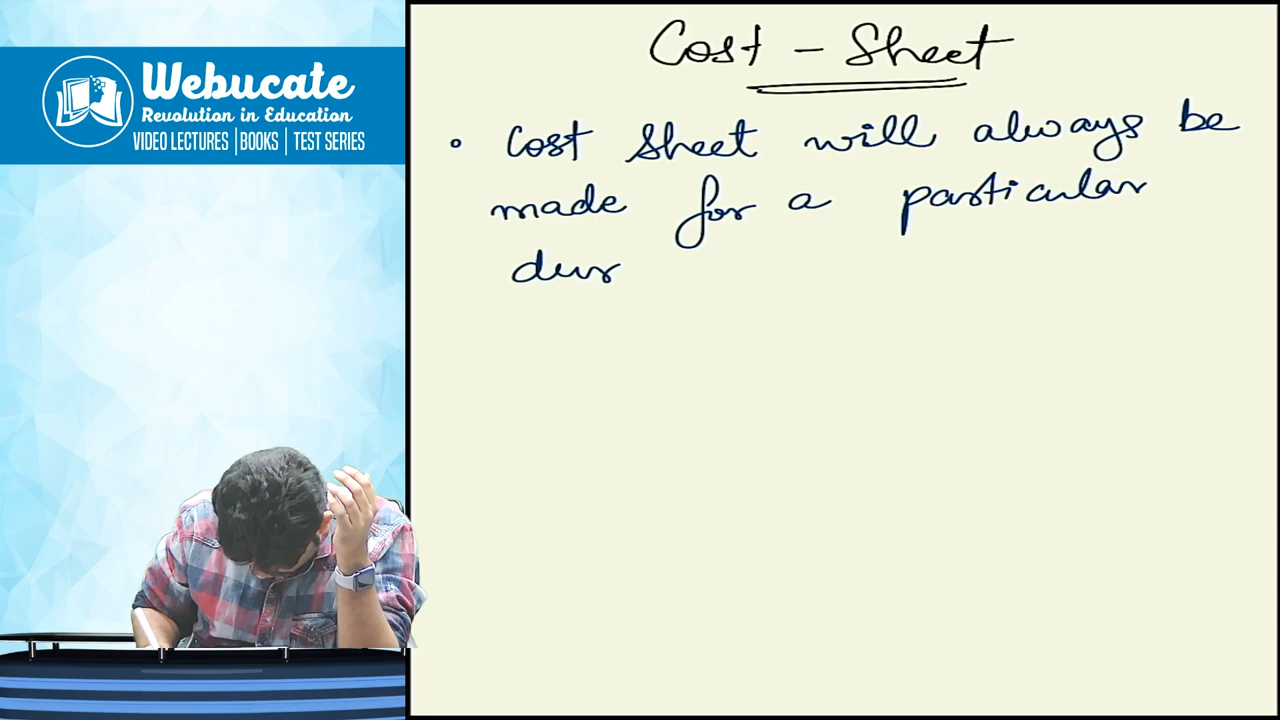 Webucate
Revolution in Education
VIDEO LECTURES | BOOKS | TEST SERIES
Cost - Sheet
• Cost Sheet will always be
made for a particular
dur